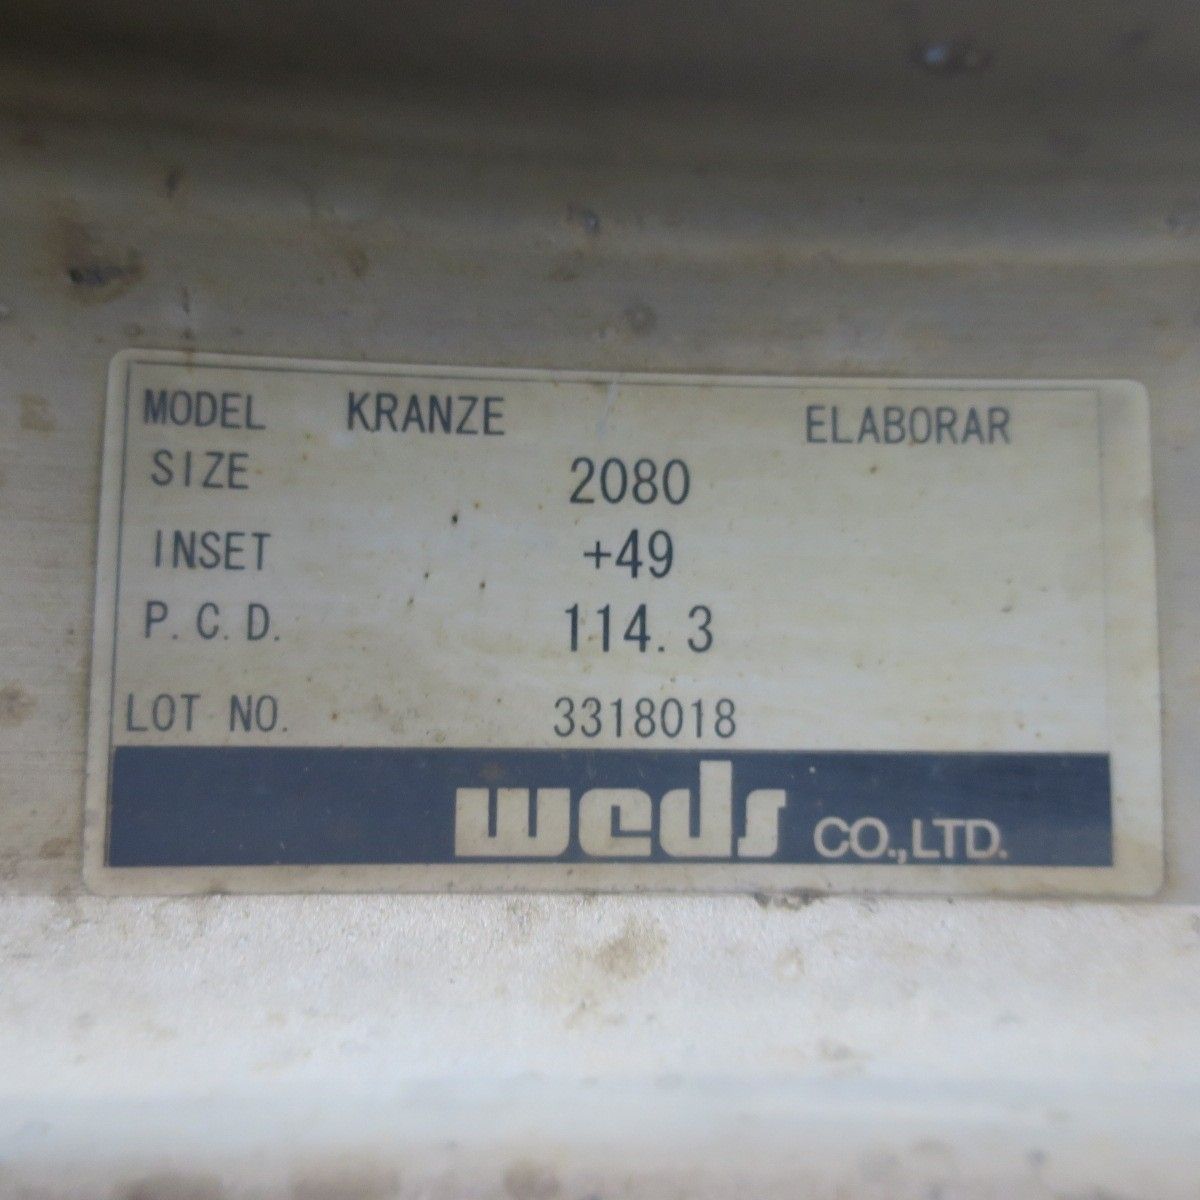 MODEL KRANZE ELABORAR
SIZE 2080
INSET +49
P.C.D. 114.3
LOT NO. 3318018
weds CO.,LTD.